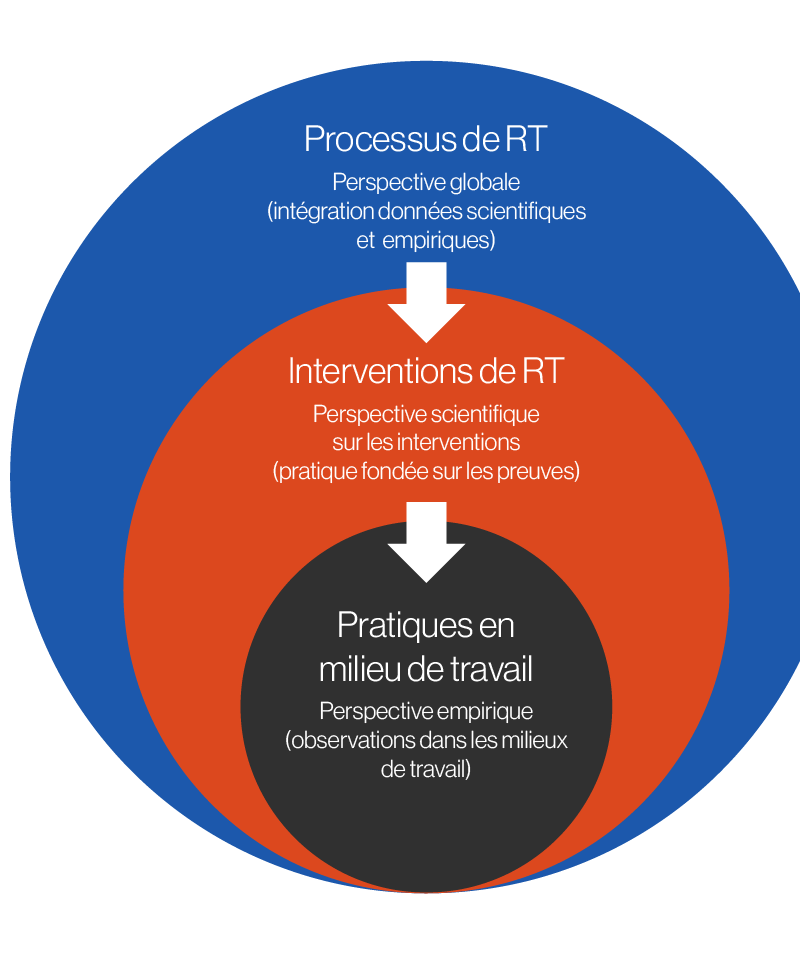 Processus de RT
Perspective globale
(intégration données scientifiques
et empiriques)
Interventions de RT
Perspective scientifique
sur les interventions
(pratique fondée sur les preuves)
Pratiques en
milieu de travail
Perspective empirique
(observations dans les milieux
de travail)